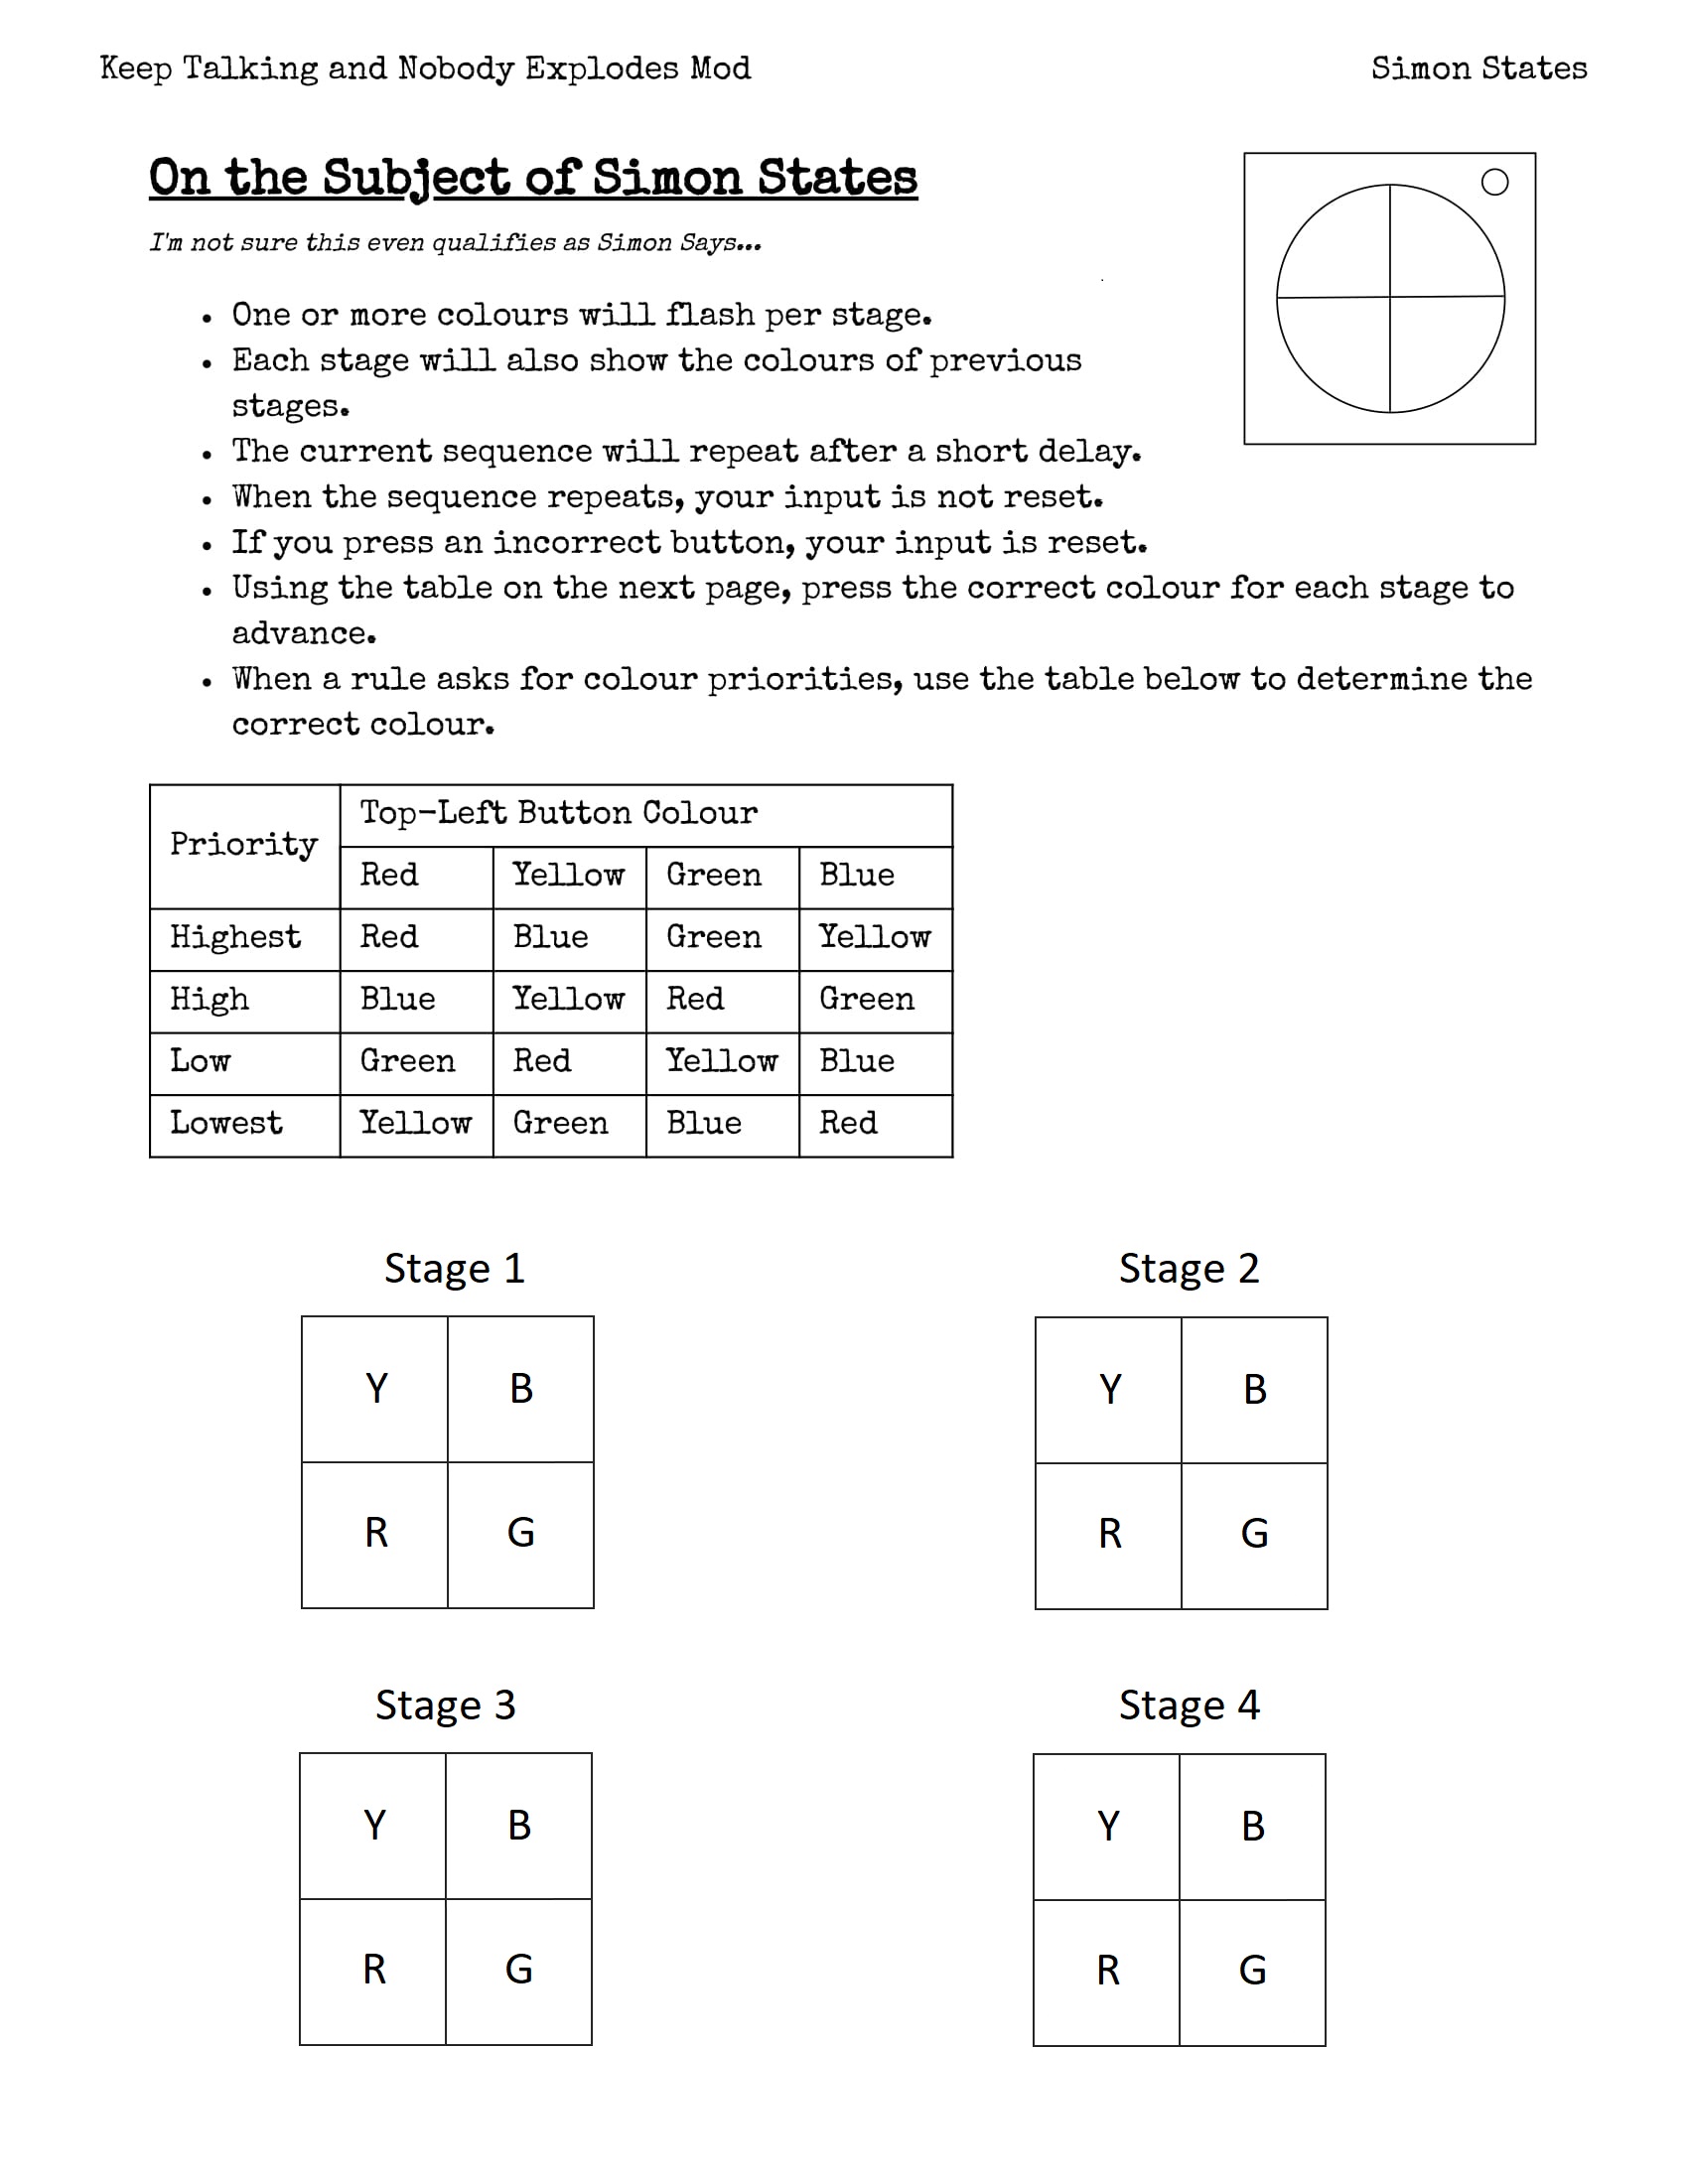 Keep Talking and Nobody Explodes Mod
Simon States
On the Subject of Simon States
I'm not sure this even qualifies as Simon Says...
• One or more colours will flash per stage.
• Each stage will also show the colours of previous
stages.
• The current sequence will repeat after a short delay.
• When the sequence repeats, your input is not reset.
• If you press an incorrect button, your input is reset.
• Using the table on the next page, press the correct colour for each stage to
advance.
• When a rule asks for colour priorities, use the table below to determine the
correct colour.
Priority
Top-Left Button Colour
Red Yellow Green Blue
Highest Red Blue Green Yellow
High Blue Yellow Red Green
Low Green Red Yellow Blue
Lowest Yellow Green Blue Red
Stage 1
Y B
R G
Stage 2
Y B
R G
Stage 3
Y B
R G
Stage 4
Y B
R G